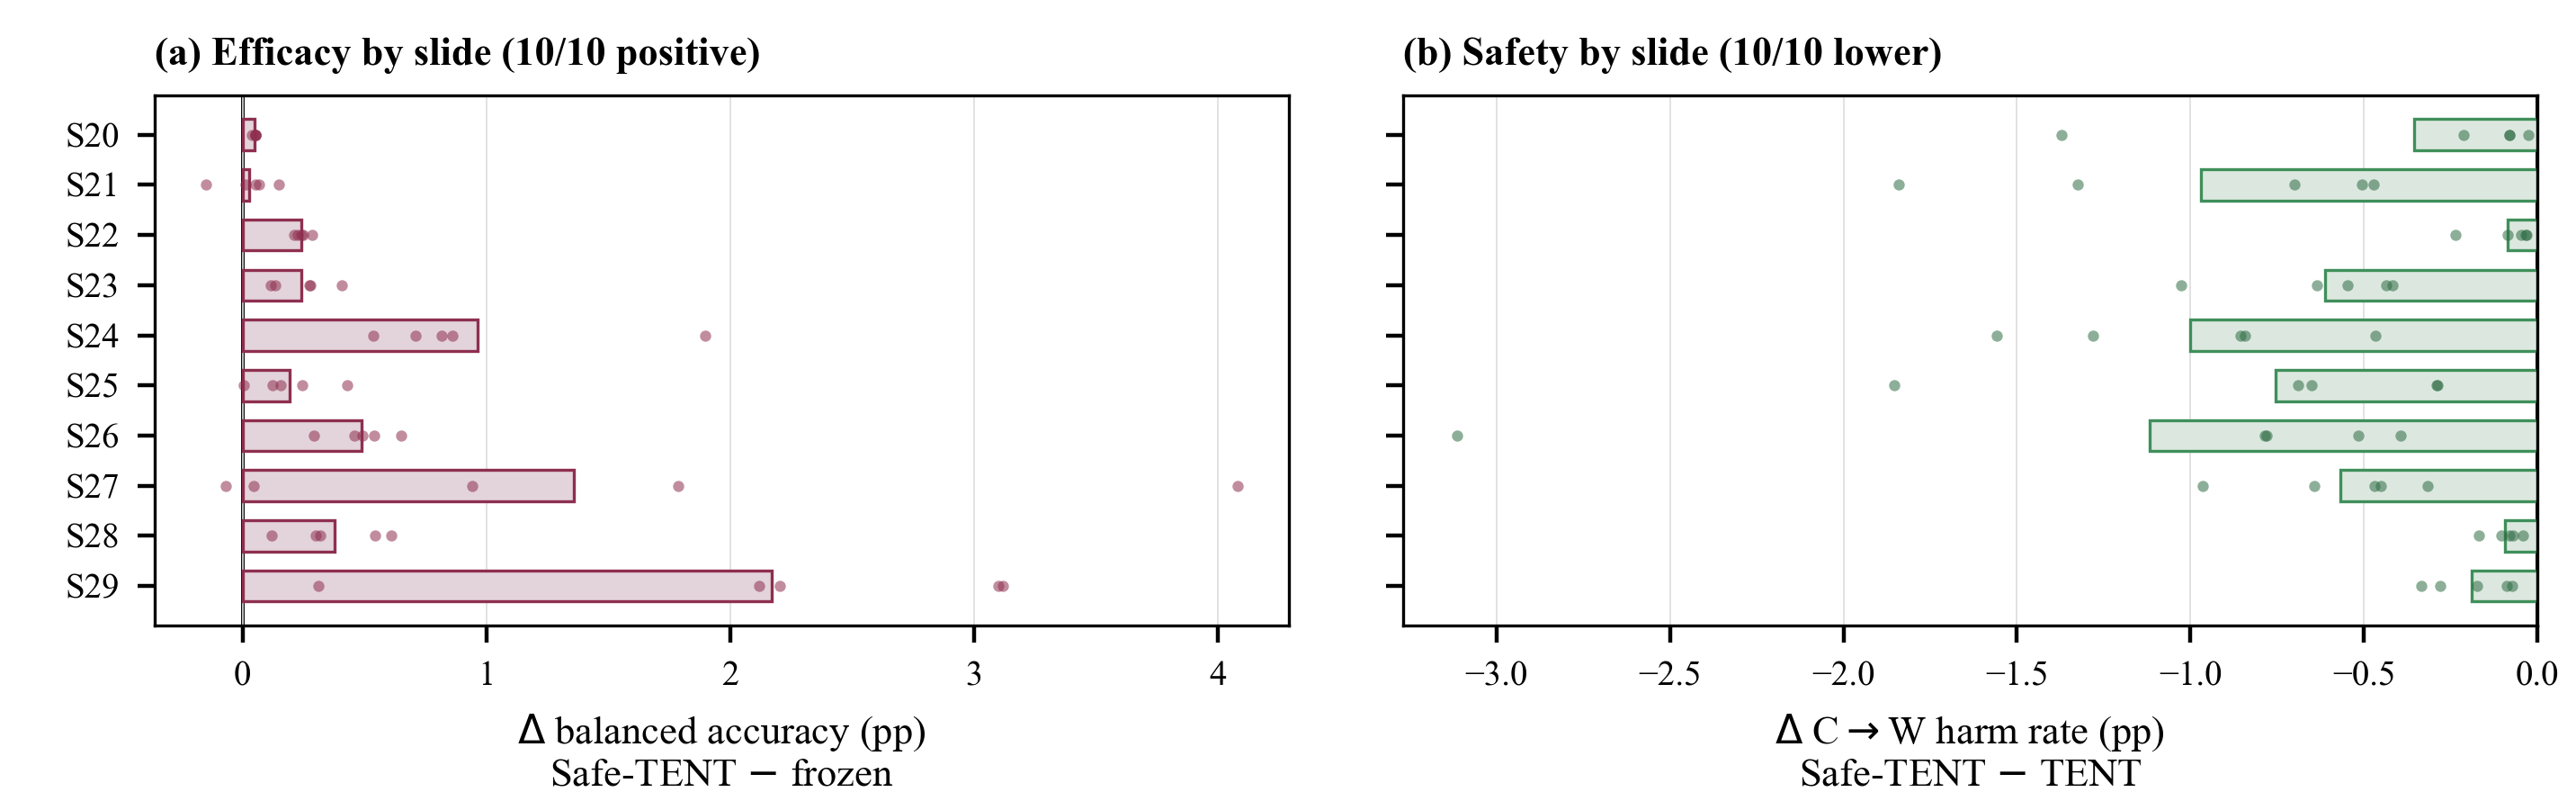 (a) Efficacy by slide (10/10 positive)
S20
S21
S22
S23
S24
S25
S26
S27
S28
S29
0 1 2 3 4
Δ balanced accuracy (pp)
Safe-TENT − frozen
(b) Safety by slide (10/10 lower)
−3.0 −2.5 −2.0 −1.5 −1.0 −0.5 0.0
Δ C → W harm rate (pp)
Safe-TENT − TENT